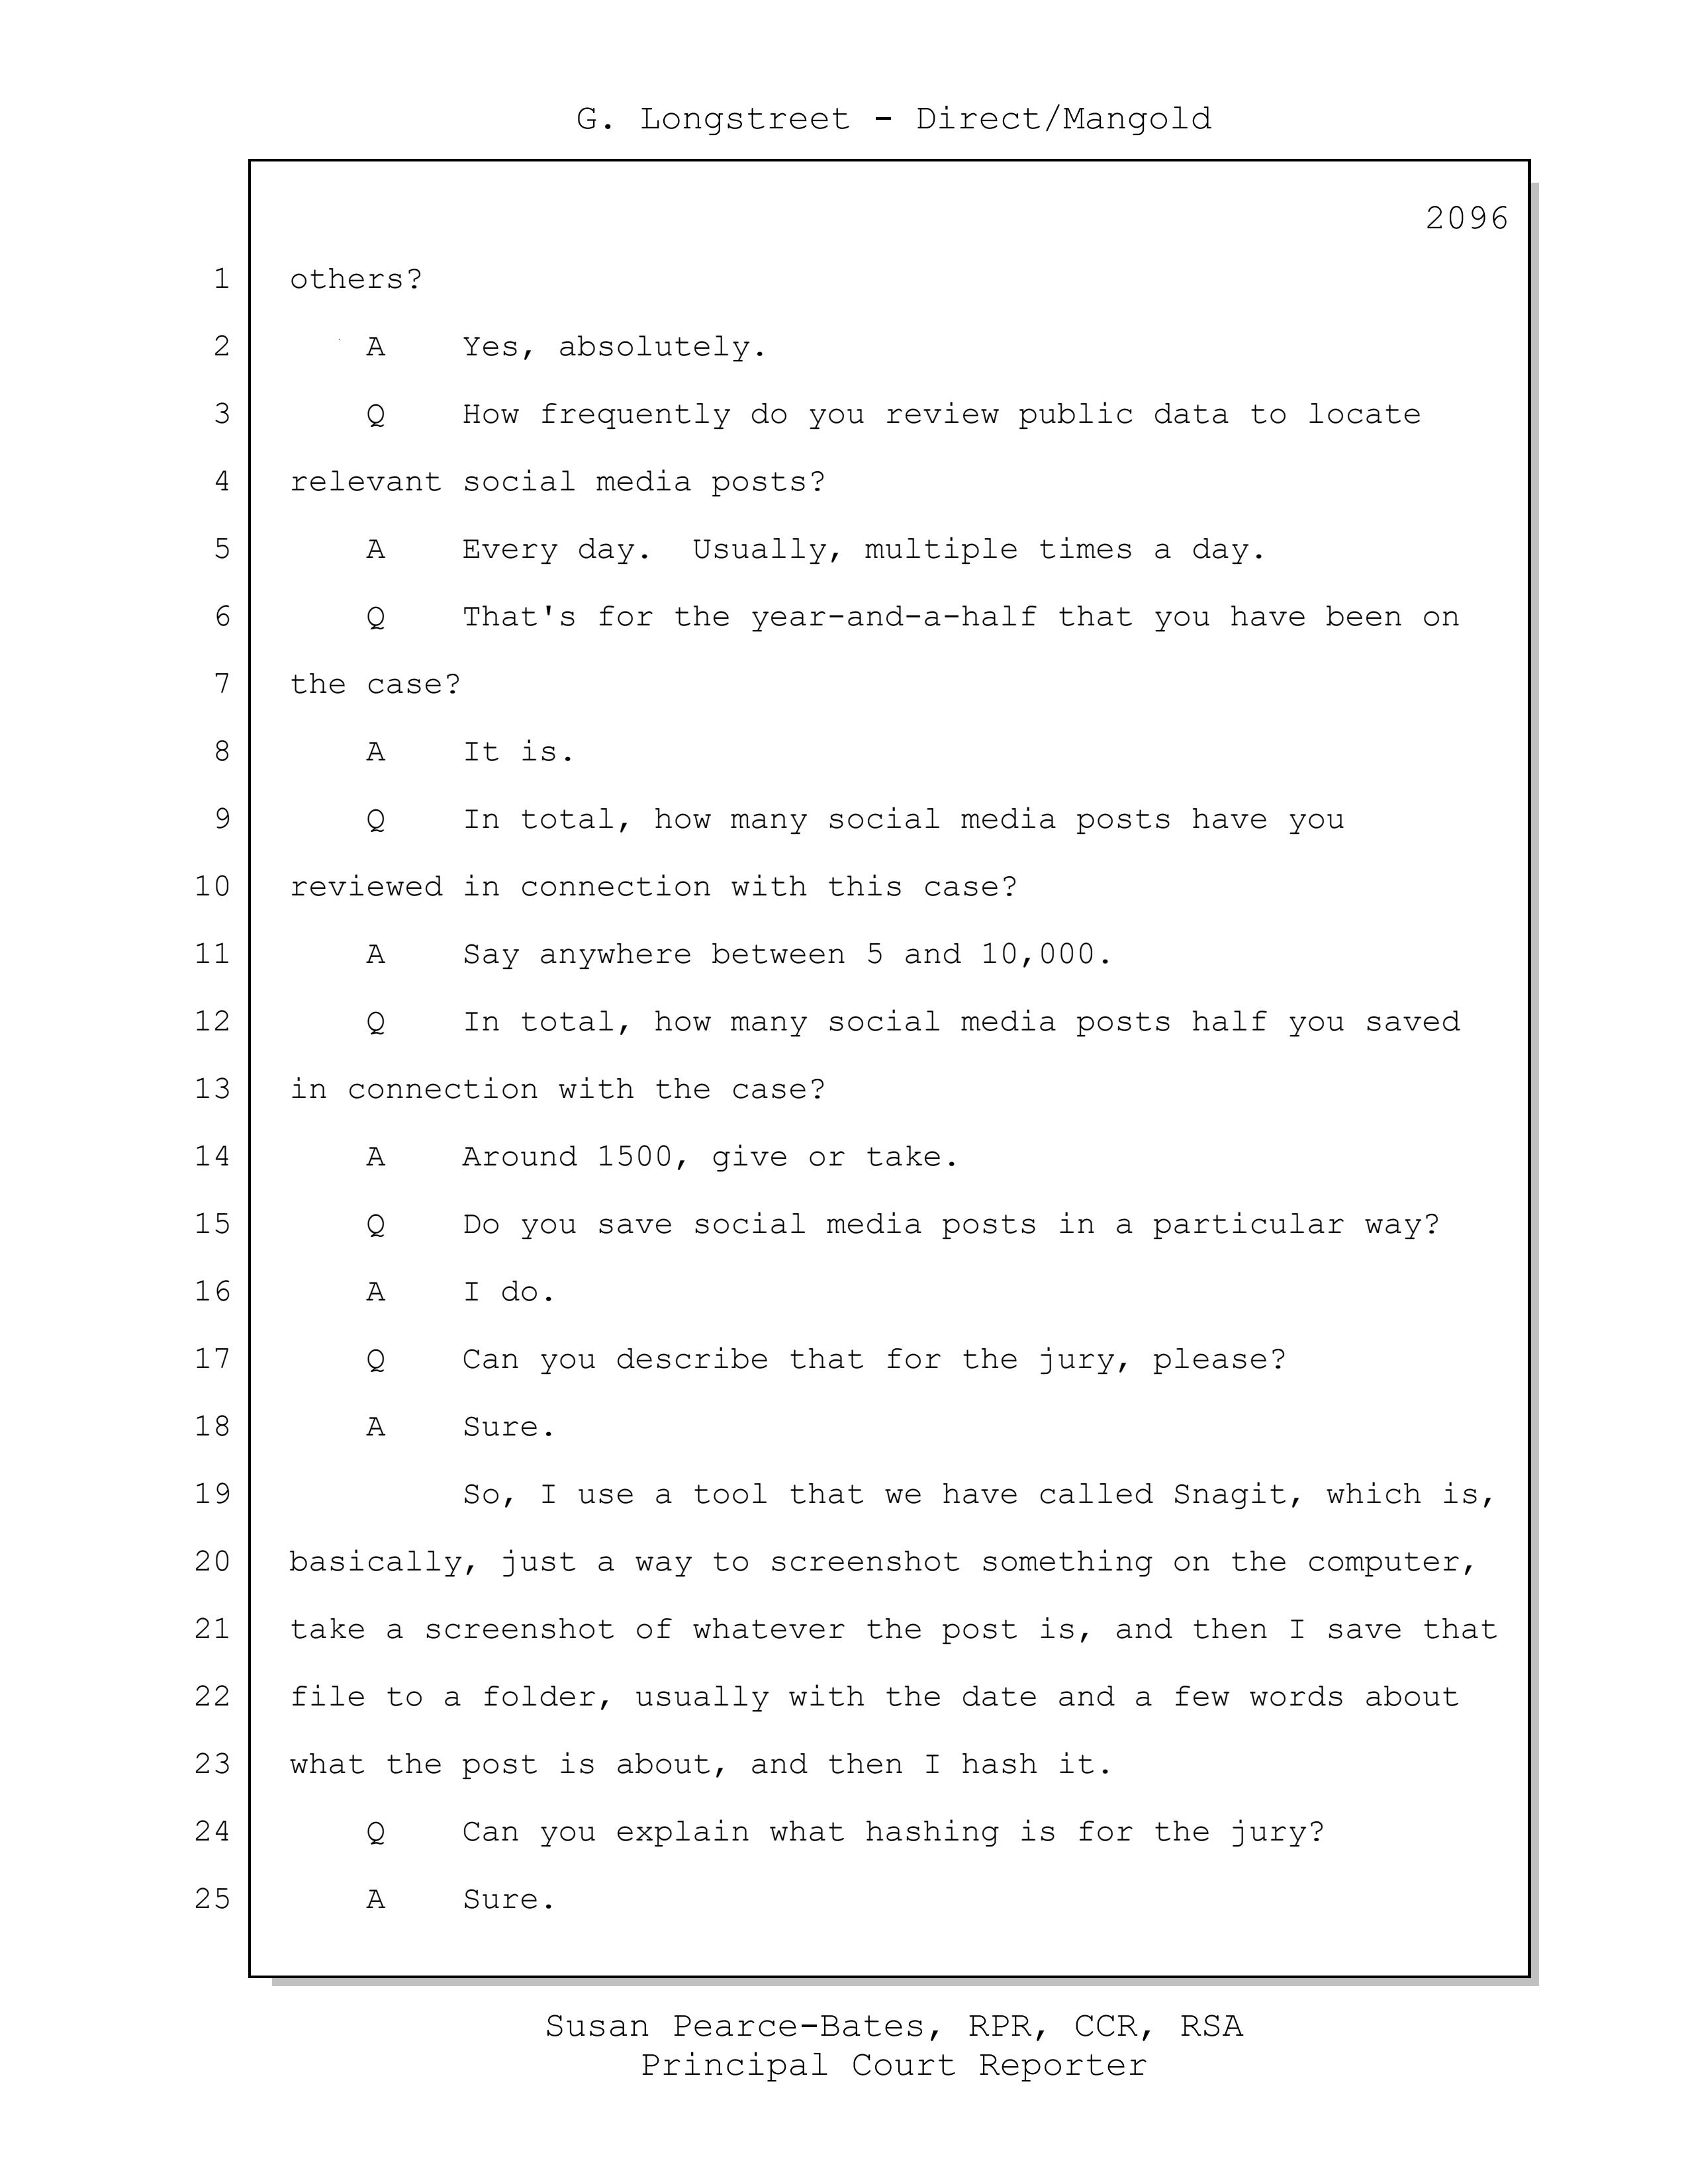 G. Longstreet - Direct/Mangold
2096
1 others?
2 A Yes, absolutely.
3 Q How frequently do you review public data to locate
4 relevant social media posts?
5 A Every day.  Usually, multiple times a day.
6 Q That's for the year-and-a-half that you have been on
7 the case?
8 A It is.
9 Q In total, how many social media posts have you
10 reviewed in connection with this case?
11 A Say anywhere between 5 and 10,000.
12 Q In total, how many social media posts half you saved
13 in connection with the case?
14 A Around 1500, give or take.
15 Q Do you save social media posts in a particular way?
16 A I do.
17 Q Can you describe that for the jury, please?
18 A Sure.
19 So, I use a tool that we have called Snagit, which is,
20 basically, just a way to screenshot something on the computer,
21 take a screenshot of whatever the post is, and then I save that
22 file to a folder, usually with the date and a few words about
23 what the post is about, and then I hash it.
24 Q Can you explain what hashing is for the jury?
25 A Sure.
Susan Pearce-Bates, RPR, CCR, RSA
Principal Court Reporter